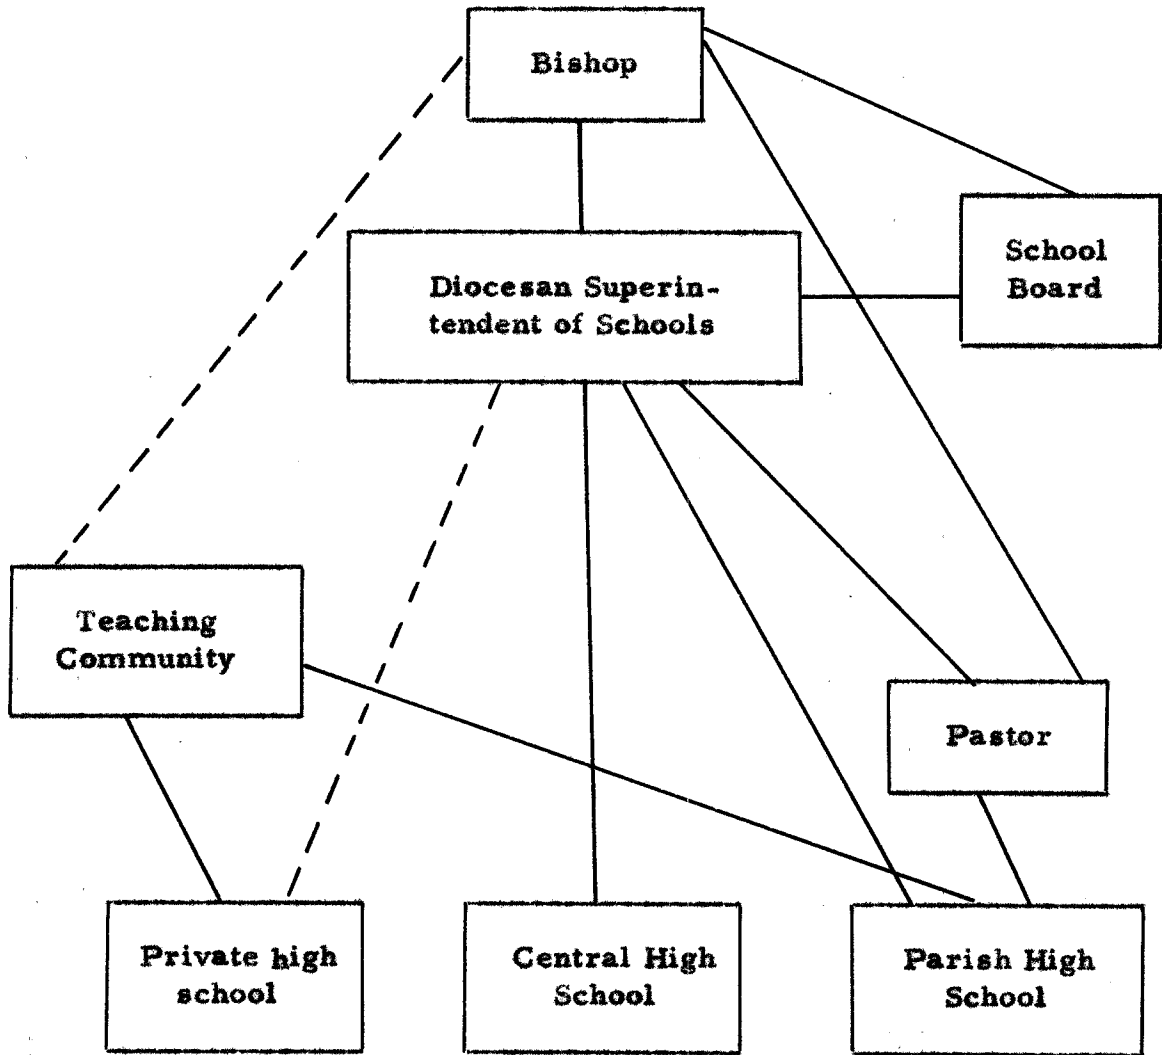 Bishop
School
Board
Diocesan Superin-
tendent of Schools
Teaching
Community
Pastor
Private high
school
Central High
School
Parish High
School